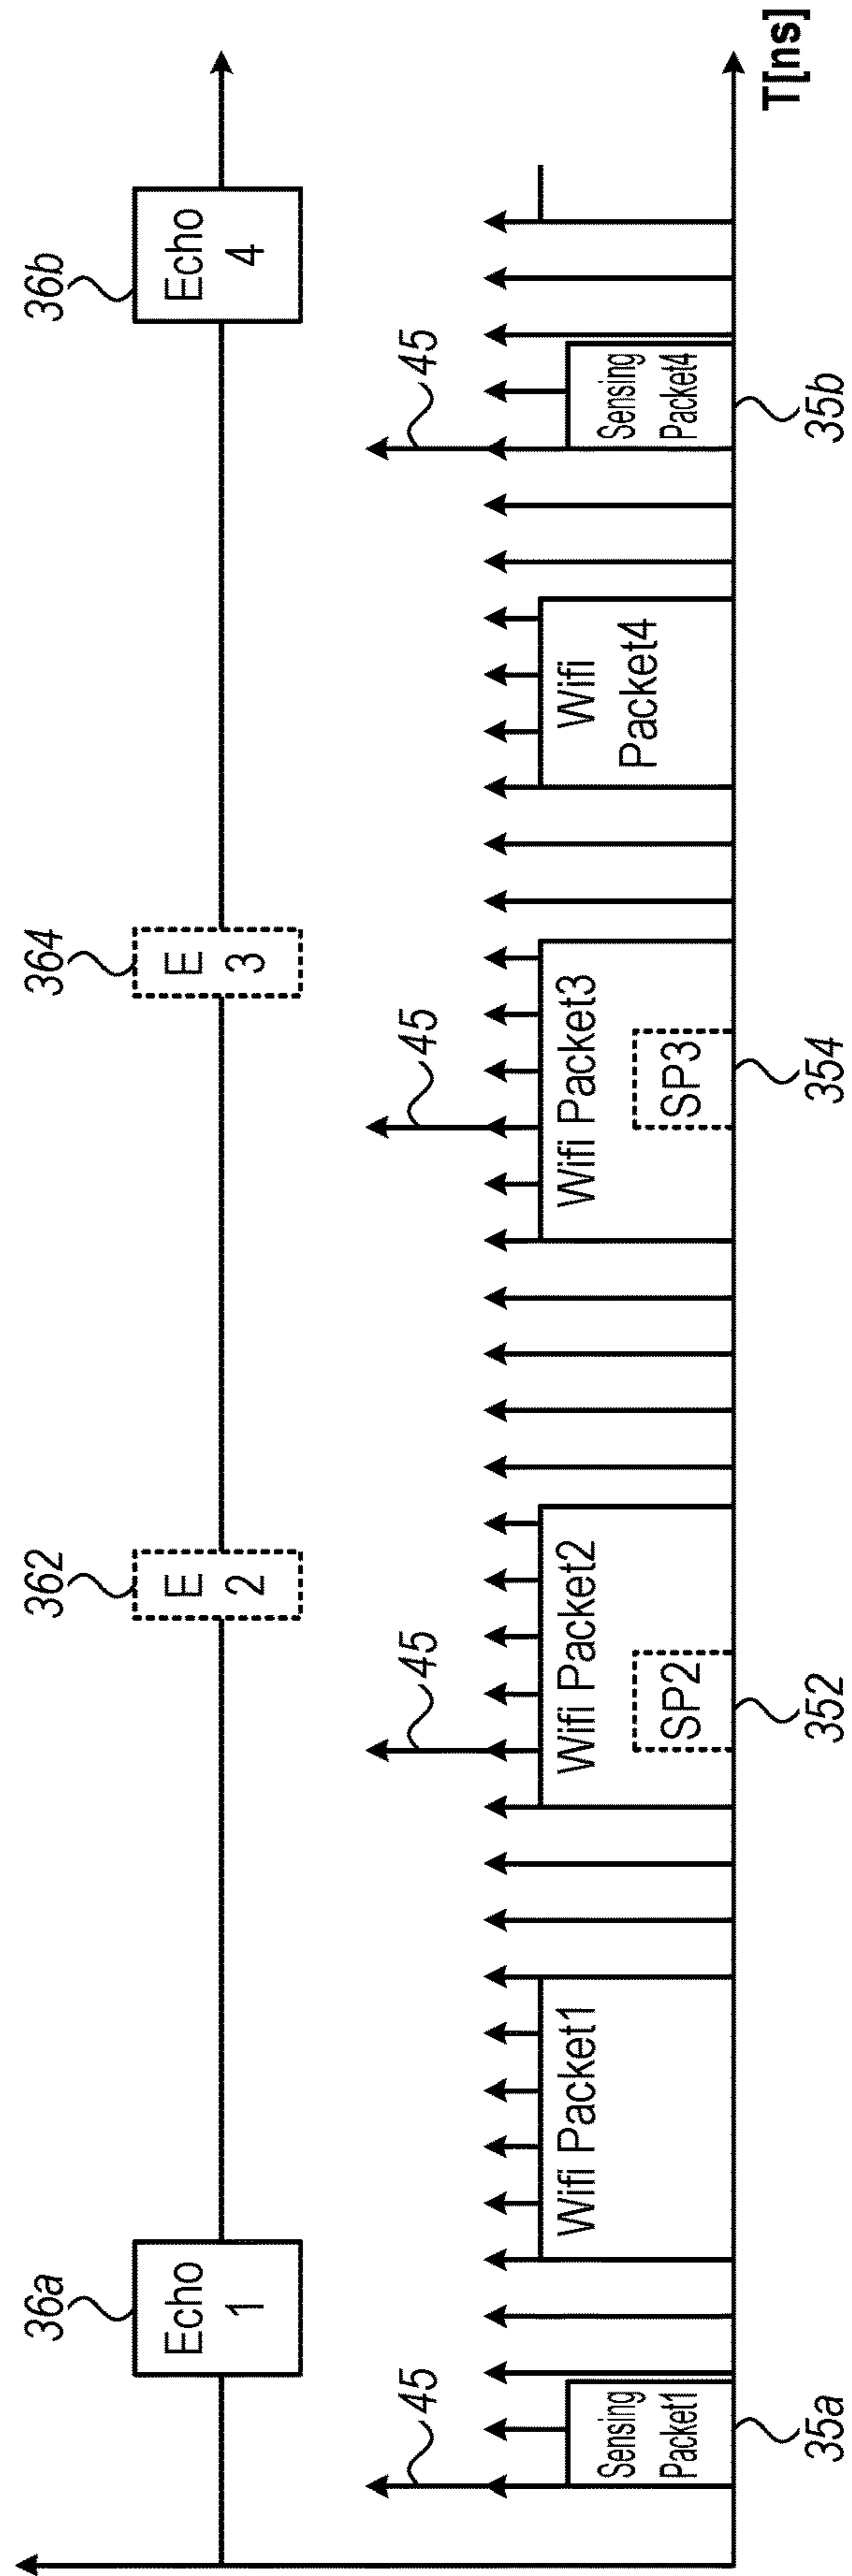 36a
362
364
36b
Echo
1
E
2
E
3
Echo
4
45
45
45
45
Sensing
Packet1
Wifi Packet1
Wifi Packet2
SP2
Wifi Packet3
SP3
Wifi
Packet4
Sensing
Packet4
35a
352
354
35b
T[ns]